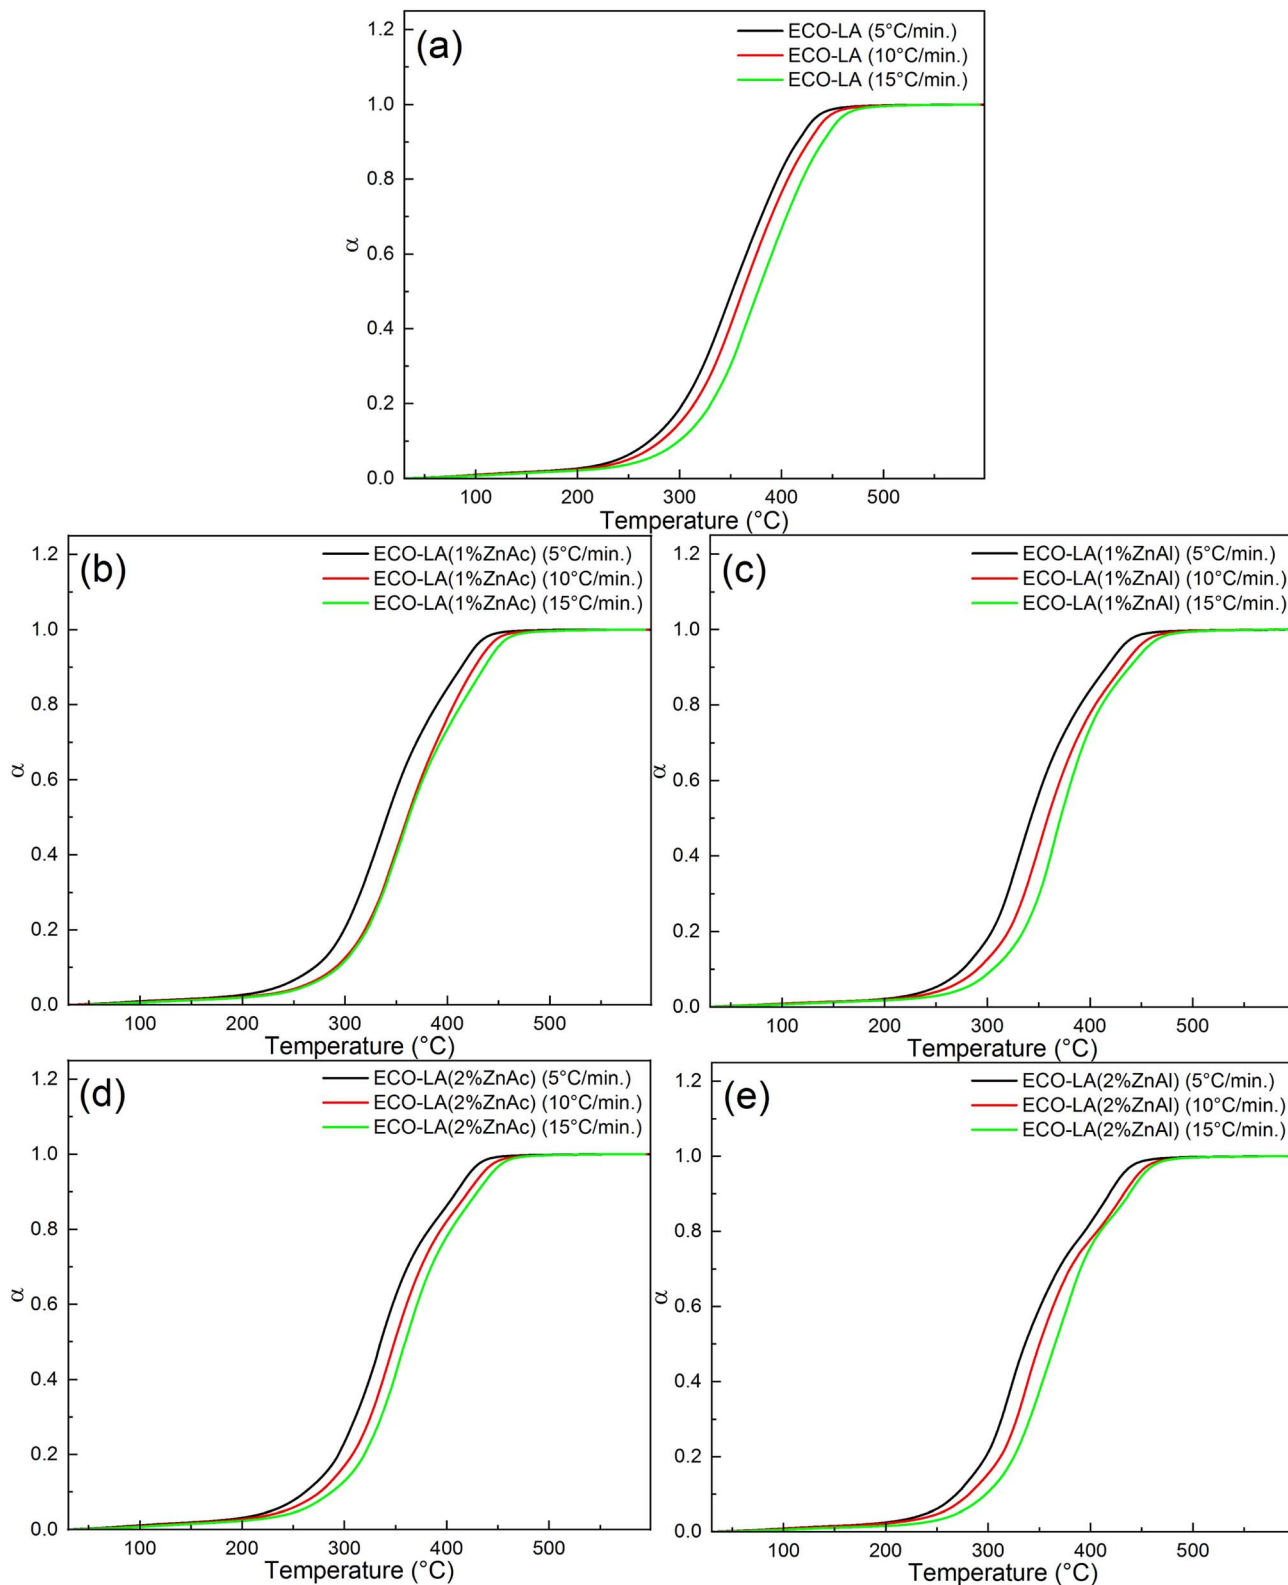 (a)
ECO-LA (5°C/min.)
ECO-LA (10°C/min.)
ECO-LA (15°C/min.)
1.2
1.0
0.8
0.6
0.4
0.2
0.0
α
100 200 300 400 500
Temperature (°C)
(b)
ECO-LA(1%ZnAc) (5°C/min.)
ECO-LA(1%ZnAc) (10°C/min.)
ECO-LA(1%ZnAc) (15°C/min.)
1.2
1.0
0.8
0.6
0.4
0.2
0.0
α
100 200 300 400 500
Temperature (°C)
(c)
ECO-LA(1%ZnAl) (5°C/min.)
ECO-LA(1%ZnAl) (10°C/min.)
ECO-LA(1%ZnAl) (15°C/min.)
1.2
1.0
0.8
0.6
0.4
0.2
0.0
α
100 200 300 400 500
Temperature (°C)
(d)
ECO-LA(2%ZnAc) (5°C/min.)
ECO-LA(2%ZnAc) (10°C/min.)
ECO-LA(2%ZnAc) (15°C/min.)
1.2
1.0
0.8
0.6
0.4
0.2
0.0
α
100 200 300 400 500
Temperature (°C)
(e)
ECO-LA(2%ZnAl) (5°C/min.)
ECO-LA(2%ZnAl) (10°C/min.)
ECO-LA(2%ZnAl) (15°C/min.)
1.2
1.0
0.8
0.6
0.4
0.2
0.0
α
100 200 300 400 500
Temperature (°C)